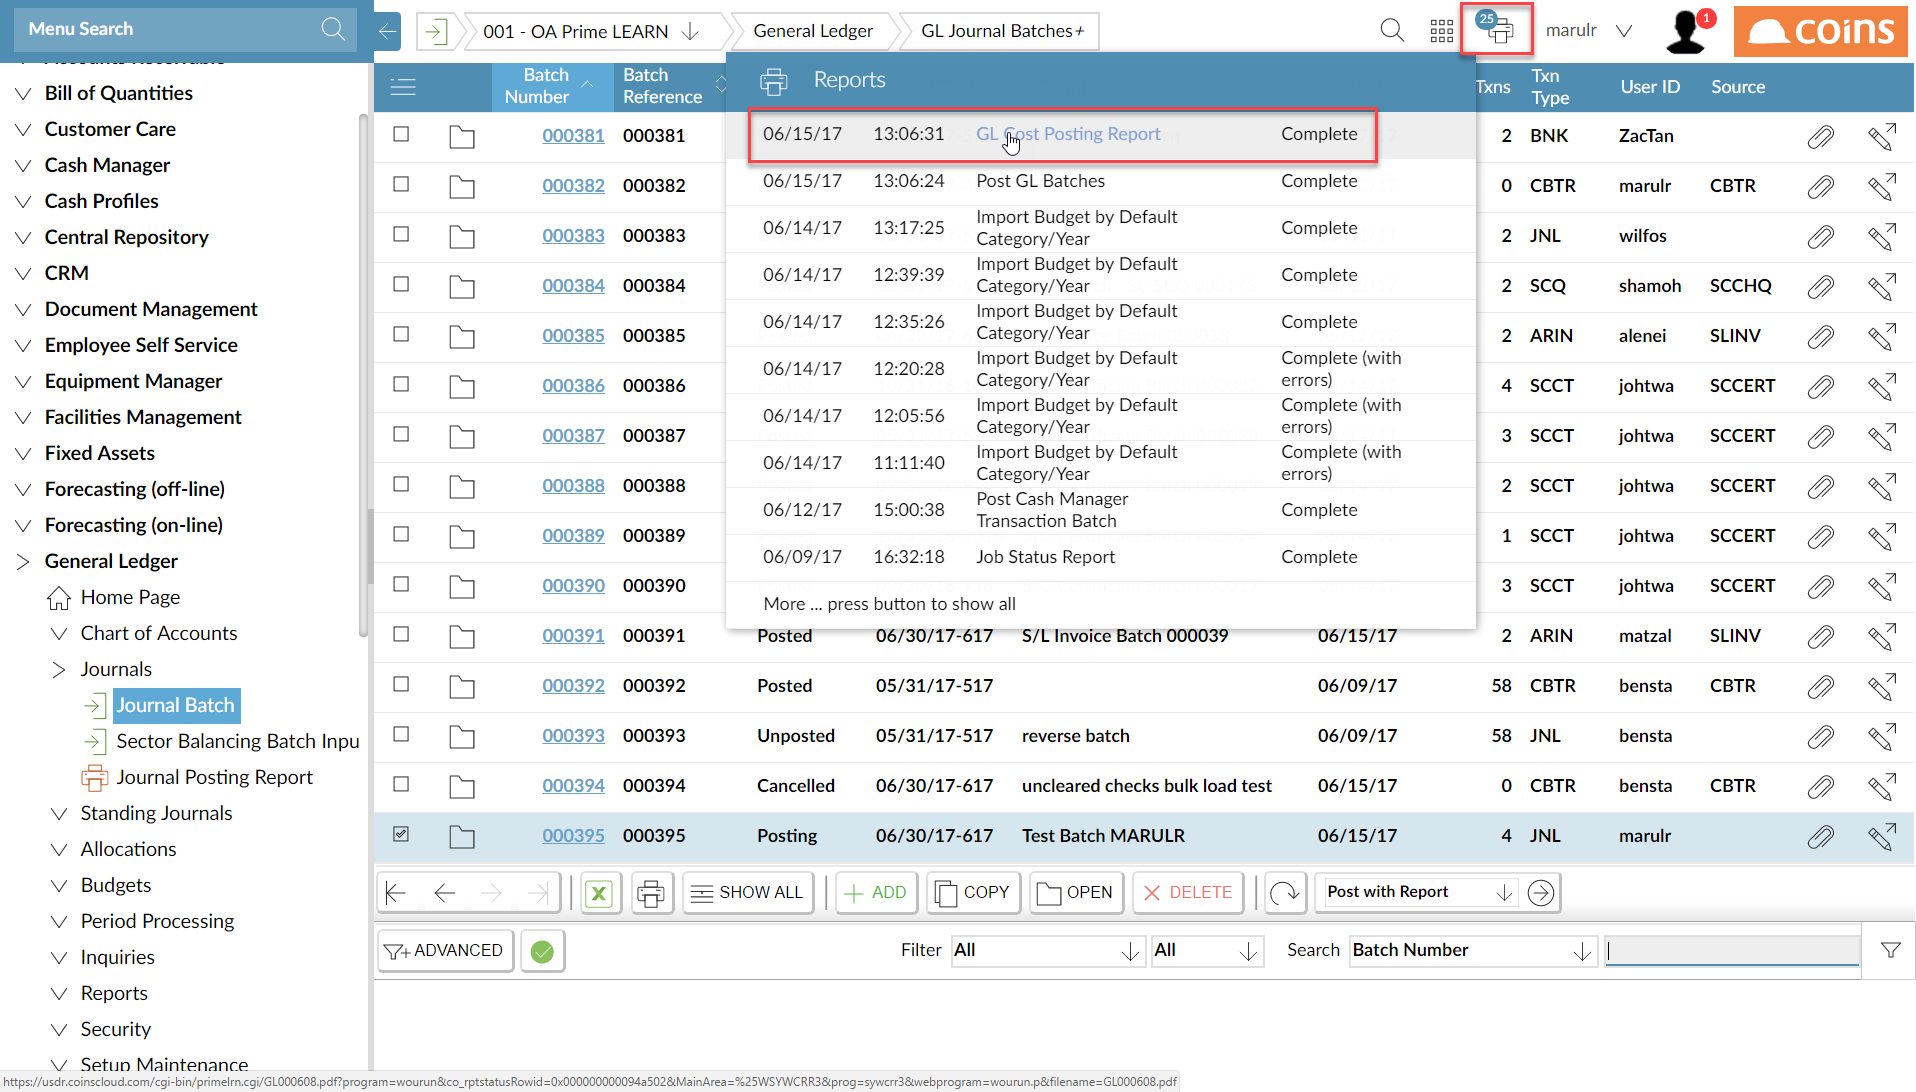 Menu Search
001 - OA Prime LEARN
General Ledger
GL Journal Batches+
25
marulr
1
coins
Bill of Quantities
Customer Care
Cash Manager
Cash Profiles
Central Repository
CRM
Document Management
Employee Self Service
Equipment Manager
Facilities Management
Fixed Assets
Forecasting (off-line)
Forecasting (on-line)
General Ledger
Home Page
Chart of Accounts
Journals
Journal Batch
Sector Balancing Batch Inpu
Journal Posting Report
Standing Journals
Allocations
Budgets
Period Processing
Inquiries
Reports
Security
Setup Maintenance
Batch Number
Batch Reference
Txns
Txn Type
User ID
Source
000381 000381 2 BNK ZacTan
000382 000382 0 CBTR marulr CBTR
000383 000383 2 JNL wilfos
000384 000384 2 SCQ shamoh SCCHQ
000385 000385 2 ARIN alenei SLINV
000386 000386 4 SCCT johtwa SCCERT
000387 000387 3 SCCT johtwa SCCERT
000388 000388 2 SCCT johtwa SCCERT
000389 000389 1 SCCT johtwa SCCERT
000390 000390 3 SCCT johtwa SCCERT
000391 000391 Posted 06/30/17-617 S/L Invoice Batch 000039 06/15/17 2 ARIN matzal SLINV
000392 000392 Posted 05/31/17-517 06/09/17 58 CBTR bensta CBTR
000393 000393 Unposted 05/31/17-517 reverse batch 06/09/17 58 JNL bensta
000394 000394 Cancelled 06/30/17-617 uncleared checks bulk load test 06/15/17 0 CBTR bensta CBTR
000395 000395 Posting 06/30/17-617 Test Batch MARULR 06/15/17 4 JNL marulr
Reports
06/15/17 13:06:31 GL Cost Posting Report Complete
06/15/17 13:06:24 Post GL Batches Complete
06/14/17 13:17:25 Import Budget by Default Category/Year Complete
06/14/17 12:39:39 Import Budget by Default Category/Year Complete
06/14/17 12:35:26 Import Budget by Default Category/Year Complete
06/14/17 12:20:28 Import Budget by Default Category/Year Complete (with errors)
06/14/17 12:05:56 Import Budget by Default Category/Year Complete (with errors)
06/14/17 11:11:40 Import Budget by Default Category/Year Complete (with errors)
06/12/17 15:00:38 Post Cash Manager Transaction Batch Complete
06/09/17 16:32:18 Job Status Report Complete
More ... press button to show all
SHOW ALL
ADD
COPY
OPEN
DELETE
Post with Report
ADVANCED
Filter All All Search Batch Number
https://usdr.coinscloud.com/cgi-bin/primelrn.cgi/GL000608.pdf?program=wourun&co_rptstatusRowid=0x000000000094a502&MainArea=%25WSYWCRR3&prog=sywcrr3&webprogram=wourun.p&filename=GL000608.pdf